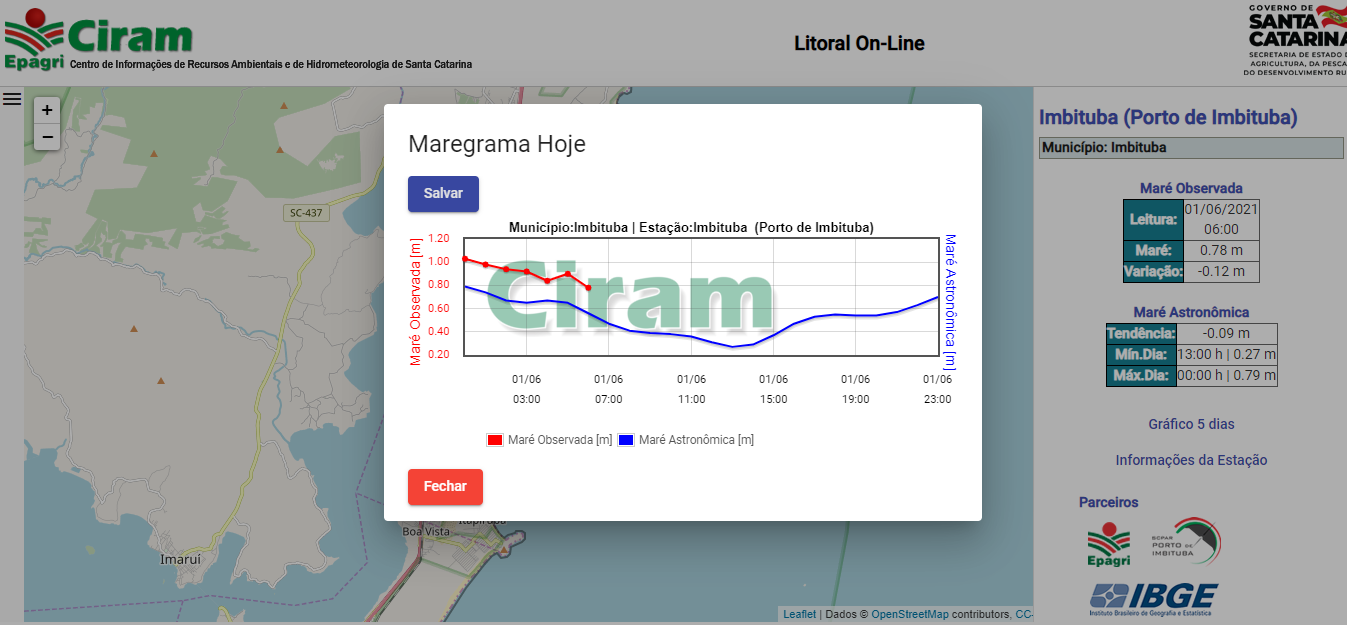 Ciram
Epagri
Centro de Informações de Recursos Ambientais e de Hidrometeorologia de Santa Catarina
Litoral On-Line
GOVERNO DE
SANTA
CATARINA
SECRETARIA DE ESTADO
AGRICULTURA, DA PESCA
DO DESENVOLVIMENTO RU
+
−
SC-437
Imaruí
Boa Vista
Itapirubá
Maregrama Hoje
Salvar
Município:Imbituba | Estação:Imbituba (Porto de Imbituba)
Maré Observada [m]
1.20
1.00
0.80
0.60
0.40
0.20
Ciram
Maré Astronômica [m]
01/06 01/06 01/06 01/06 01/06 01/06
03:00 07:00 11:00 15:00 19:00 23:00
Maré Observada [m] Maré Astronômica [m]
Fechar
Leaflet | Dados © OpenStreetMap contributors, CC-
Imbituba (Porto de Imbituba)
Município: Imbituba
Maré Observada
Leitura: 01/06/2021
06:00
Maré: 0.78 m
Variação: -0.12 m
Maré Astronômica
Tendência: -0.09 m
Mín.Dia: 13:00 h | 0.27 m
Máx.Dia: 00:00 h | 0.79 m
Gráfico 5 dias
Informações da Estação
Parceiros
Epagri
SCPAR
PORTO DE
IMBITUBA
IBGE
Instituto Brasileiro de Geografia e Estatística